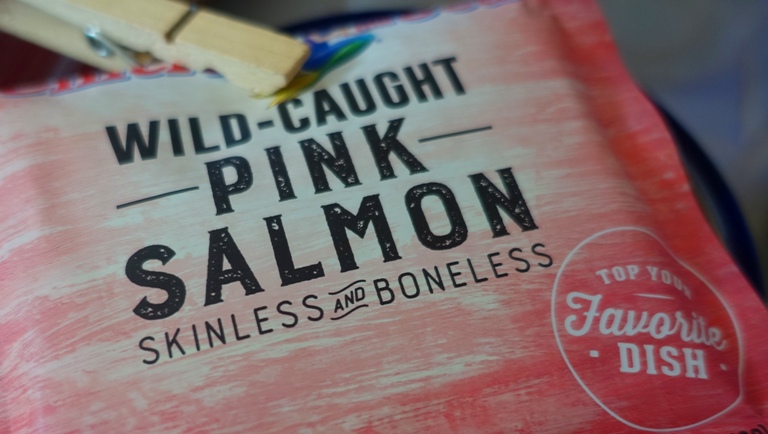 WILD-CAUGHT
PINK
SALMON
SKINLESS AND BONELESS
TOP YOUR
Favorite
DISH